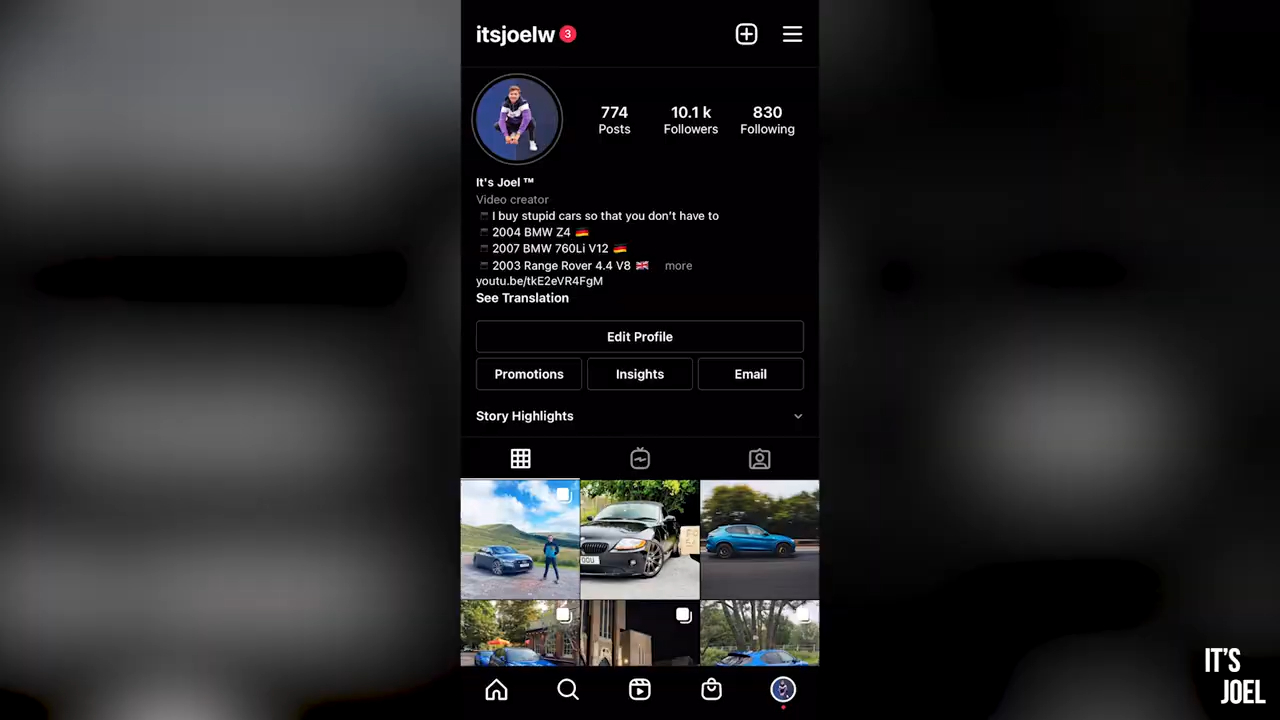 itsjoelw 3
774 10.1 k 830
Posts Followers Following
It's Joel ™
Video creator
I buy stupid cars so that you don't have to
2004 BMW Z4 🇩🇪
2007 BMW 760Li V12 🇩🇪
2003 Range Rover 4.4 V8 🇬🇧 more
youtu.be/tkE2eVR4FgM
See Translation
Edit Profile
Promotions Insights Email
Story Highlights
IT'S
JOEL